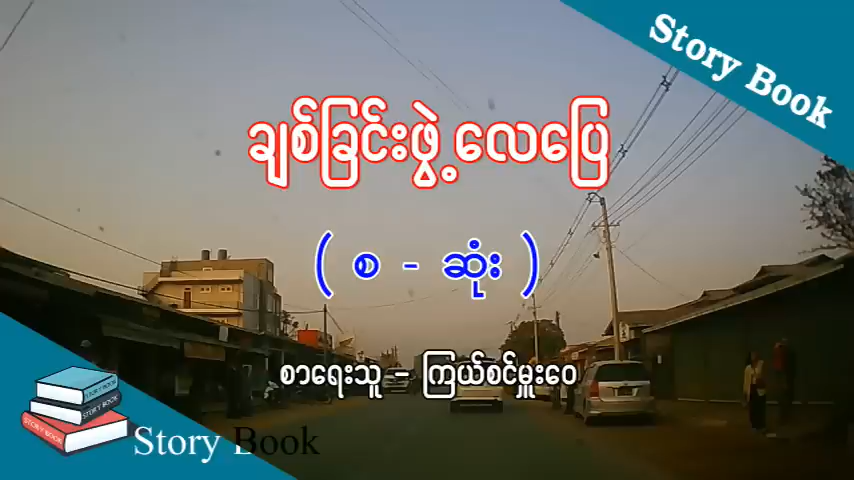 Story Book
ချစ်ခြင်းဖွဲ့လေပြေ
( စ - ဆုံး )
စာရေးသူ - ကြယ်စင်မှူးဝေ
STORY BOOK
STORY BOOK
STORY BOOK
Story Book